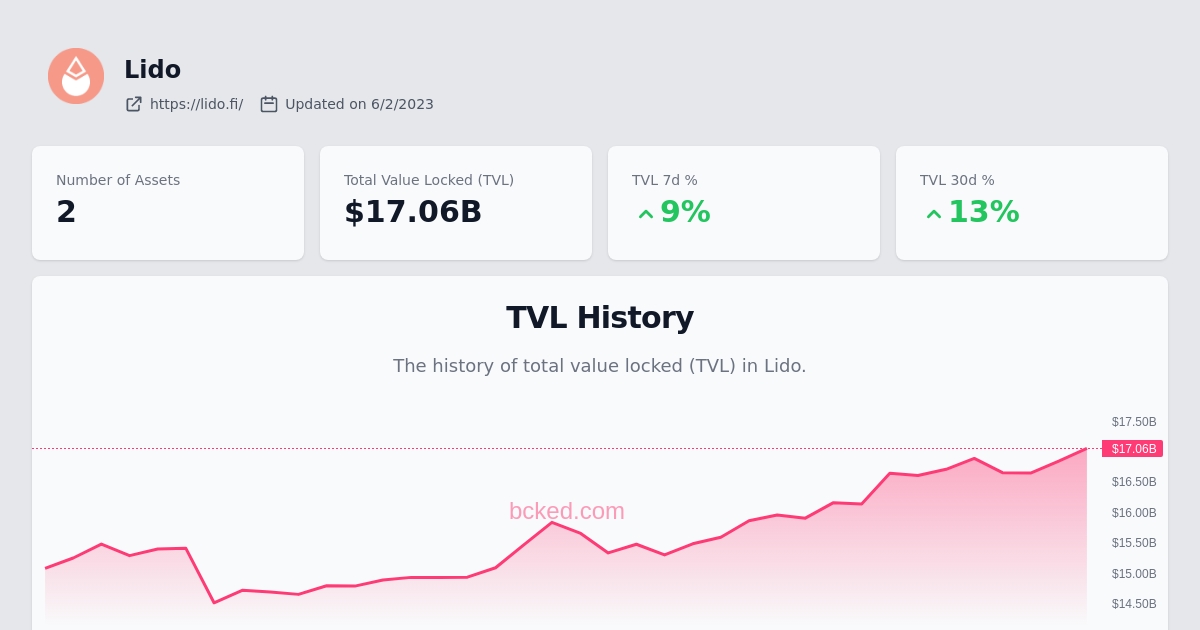 Lido
https://lido.fi/ Updated on 6/2/2023
Number of Assets
2
Total Value Locked (TVL)
$17.06B
TVL 7d %
9%
TVL 30d %
13%
TVL History
The history of total value locked (TVL) in Lido.
$17.50B
$17.06B
$16.50B
bcked.com
$16.00B
$15.50B
$15.00B
$14.50B